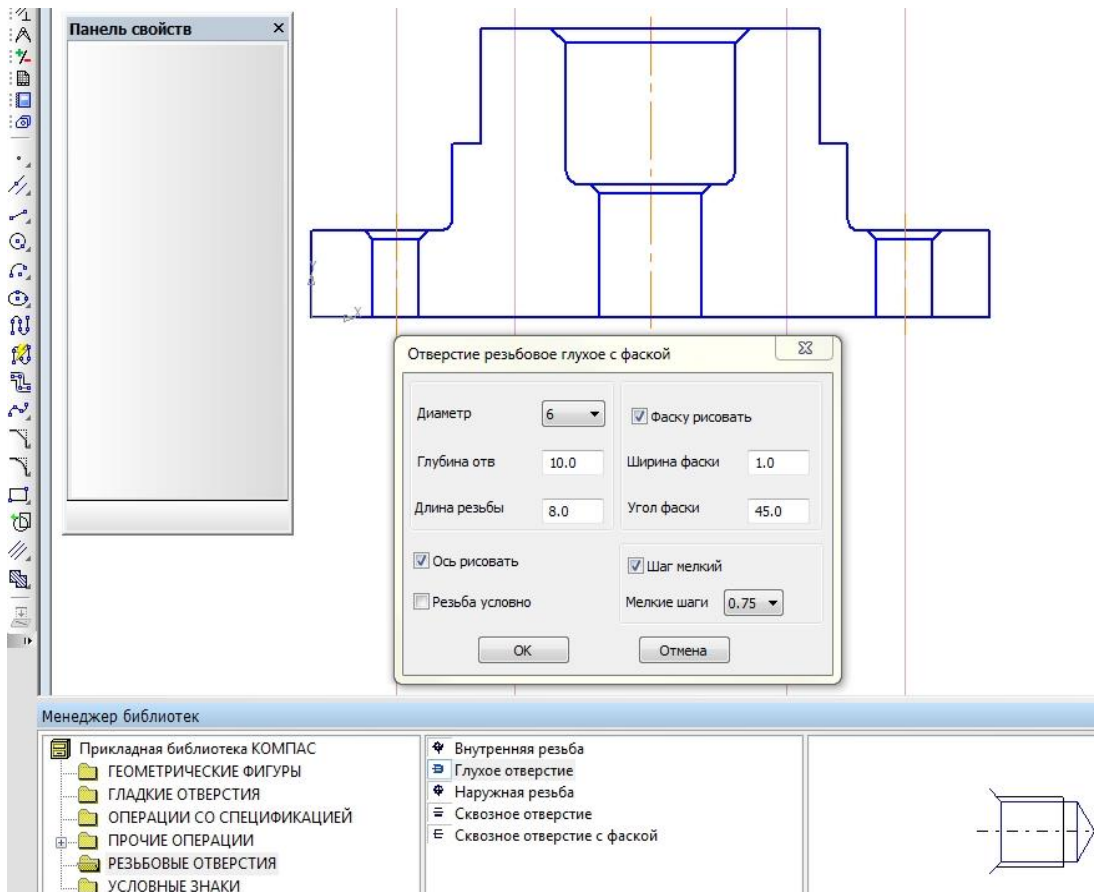 Панель свойств
Y
X
Отверстие резьбовое глухое с фаской
Диаметр 6
Фаску рисовать
Глубина отв 10.0
Ширина фаски 1.0
Длина резьбы 8.0
Угол фаски 45.0
Ось рисовать
Шаг мелкий
Резьба условно
Мелкие шаги 0.75
OK
Отмена
Менеджер библиотек
Прикладная библиотека КОМПАС
ГЕОМЕТРИЧЕСКИЕ ФИГУРЫ
ГЛАДКИЕ ОТВЕРСТИЯ
ОПЕРАЦИИ СО СПЕЦИФИКАЦИЕЙ
ПРОЧИЕ ОПЕРАЦИИ
РЕЗЬБОВЫЕ ОТВЕРСТИЯ
УСЛОВНЫЕ ЗНАКИ
Внутренняя резьба
Глухое отверстие
Наружная резьба
Сквозное отверстие
Сквозное отверстие с фаской